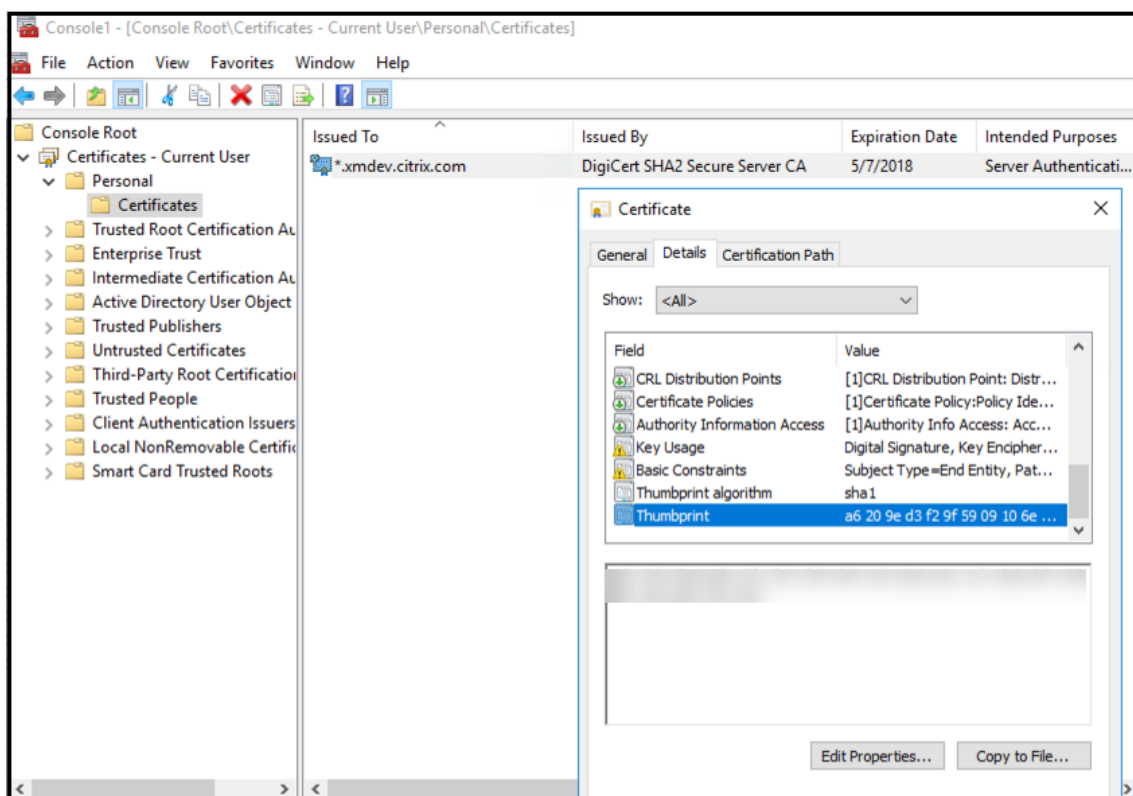 Console1 - [Console Root\Certificates - Current User\Personal\Certificates]
File Action View Favorites Window Help
Console Root
Certificates - Current User
Personal
Certificates
Trusted Root Certification Au
Enterprise Trust
Intermediate Certification Au
Active Directory User Object
Trusted Publishers
Untrusted Certificates
Third-Party Root Certification
Trusted People
Client Authentication Issuers
Local NonRemovable Certific
Smart Card Trusted Roots
Issued To Issued By Expiration Date Intended Purposes
*.xmdev.citrix.com DigiCert SHA2 Secure Server CA 5/7/2018 Server Authenticati...
Certificate
General Details Certification Path
Show: <All>
Field Value
CRL Distribution Points [1]CRL Distribution Point: Distr...
Certificate Policies [1]Certificate Policy:Policy Ide...
Authority Information Access [1]Authority Info Access: Acc...
Key Usage Digital Signature, Key Encipher...
Basic Constraints Subject Type=End Entity, Pat...
Thumbprint algorithm sha1
Thumbprint a6 20 9e d3 f2 9f 59 09 10 6e ...
Edit Properties... Copy to File...